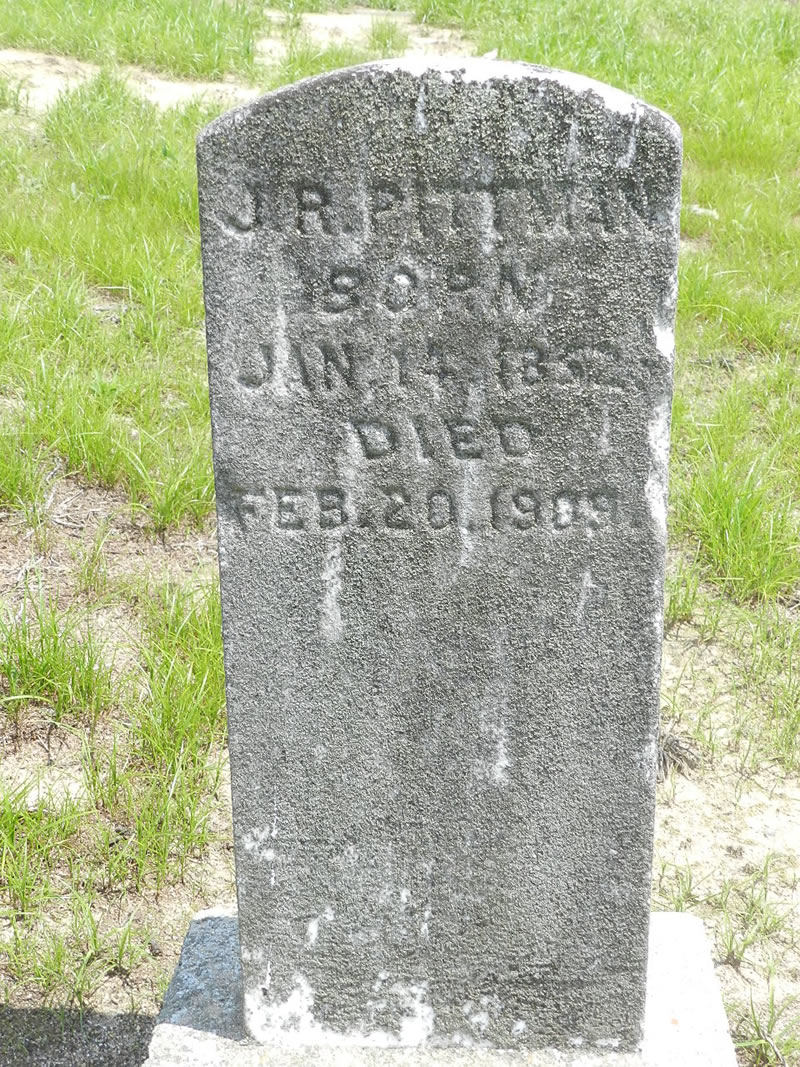 J. R. PITTMAN
BORN
JAN. 14,
DIED
FEB. 20. 1909.